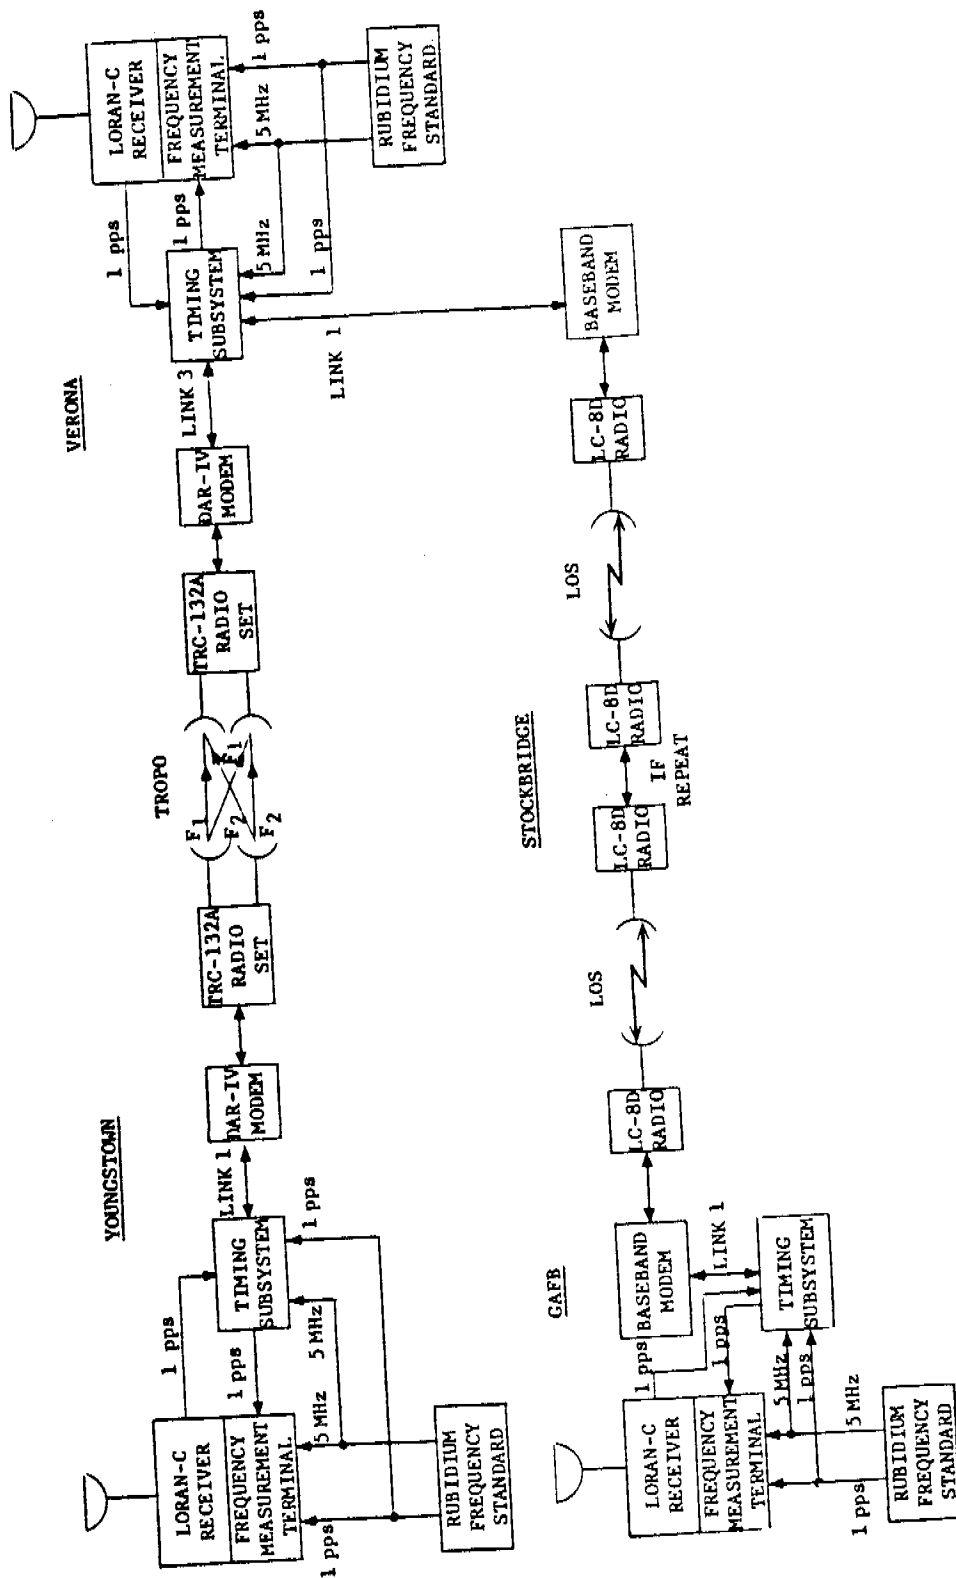 YOUNGSTOWN
LORAN-C
RECEIVER
FREQUENCY
MEASUREMENT
TERMINAL
1 pps
1 pps
1 pps
5 MHz
5 MHz
1 pps
RUBIDIUM
FREQUENCY
STANDARD
TIMING
SUBSYSTEM
LINK 1
DAR-IV
MODEM
TRC-132A
RADIO
SET
TROPO
F1
F2
F1
F2
VERONA
TRC-132A
RADIO
SET
DAR-IV
MODEM
LINK 3
TIMING
SUBSYSTEM
1 pps
1 pps
5 MHz
1 pps
LORAN-C
RECEIVER
FREQUENCY
MEASUREMENT
TERMINAL
5 MHz
1 pps
RUBIDIUM
FREQUENCY
STANDARD
LINK 1
GAFB
LORAN-C
RECEIVER
FREQUENCY
MEASUREMENT
TERMINAL
1 pps
1 pps
5 MHz
1 pps
1 pps
5 MHz
RUBIDIUM
FREQUENCY
STANDARD
BASEBAND
MODEM
LINK 1
TIMING
SUBSYSTEM
LC-8D
RADIO
LOS
STOCKBRIDGE
LC-8D
RADIO
IF
REPEAT
LC-8D
RADIO
LOS
LC-8D
RADIO
BASEBAND
MODEM